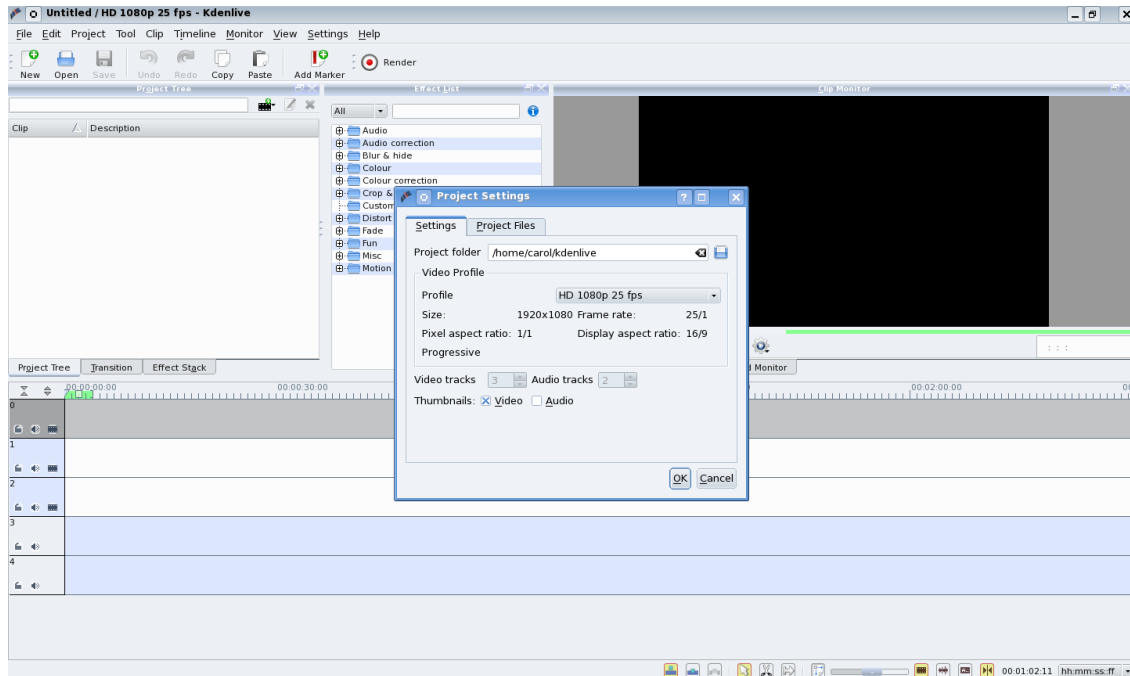 Untitled / HD 1080p 25 fps - Kdenlive
File Edit Project Tool Clip Timeline Monitor View Settings Help
New Open Save Undo Redo Copy Paste Add Marker Render
Project Tree
Effect List
Clip Monitor
All
Clip Description
Audio
Audio correction
Blur & hide
Colour
Colour correction
Crop &
Custom
Distort
Fade
Fun
Misc
Motion
Project Settings
Settings Project Files
Project folder /home/carol/kdenlive
Video Profile
Profile HD 1080p 25 fps
Size: 1920x1080 Frame rate: 25/1
Pixel aspect ratio: 1/1 Display aspect ratio: 16/9
Progressive
Video tracks 3 Audio tracks 2
Thumbnails: Video Audio
OK Cancel
: : :
Project Tree Transition Effect Stack
Monitor
00:00:00:00 00:00:30:00 00:02:00:00
0
1
2
3
4
00:01:02:11 hh:mm:ss:ff